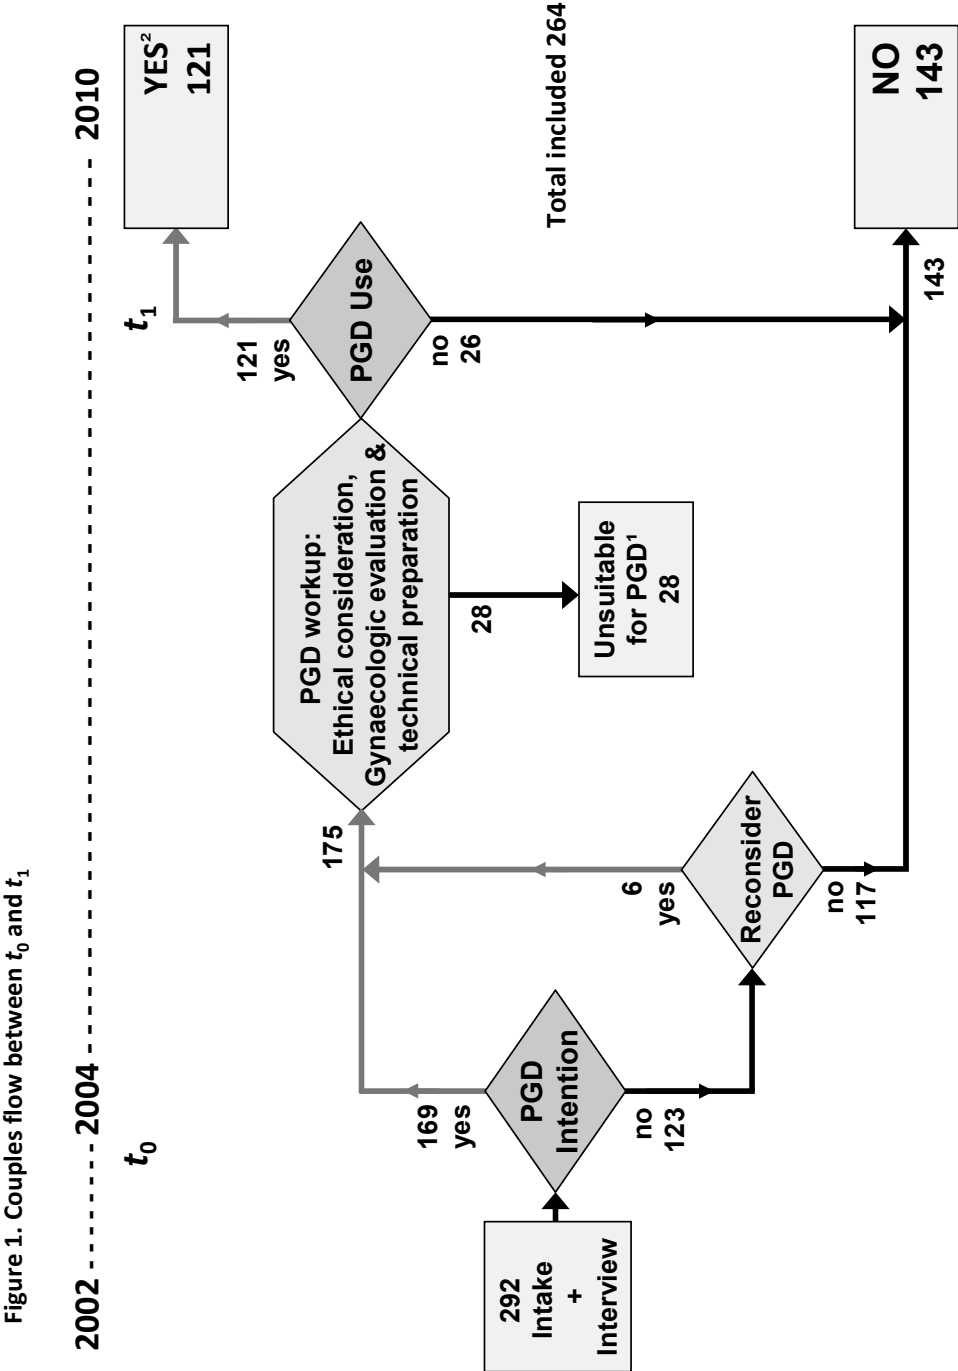 Figure 1. Couples flow between t₀ and t₁
2002 2004 2010
t₀ t₁
292
Intake
+
Interview
PGD
Intention
169
yes
no
123
Reconsider
PGD
6
yes
no
117
175
PGD workup:
Ethical consideration,
Gynaecologic evaluation &
technical preparation
28
Unsuitable
for PGD¹
28
PGD Use
121
yes
no
26
YES²
121
Total included 264
143
NO
143